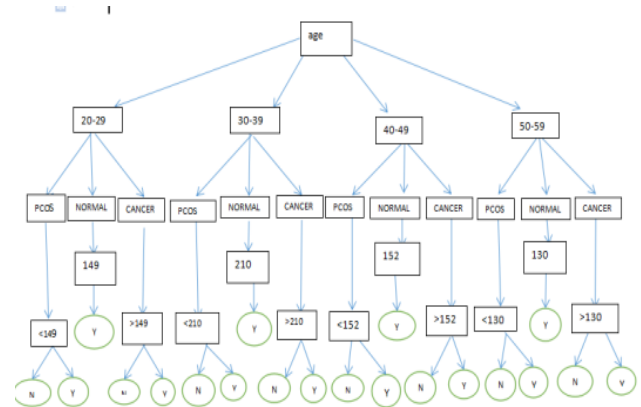 age
20-29
30-39
40-49
50-59
PCOS
NORMAL
CANCER
PCOS
NORMAL
CANCER
PCOS
NORMAL
CANCER
PCOS
NORMAL
CANCER
149
210
152
130
<149
Y
>149
<210
Y
>210
<152
Y
>152
<130
Y
>130
N
Y
N
Y
N
Y
N
Y
N
Y
N
Y
N
Y
N
Y